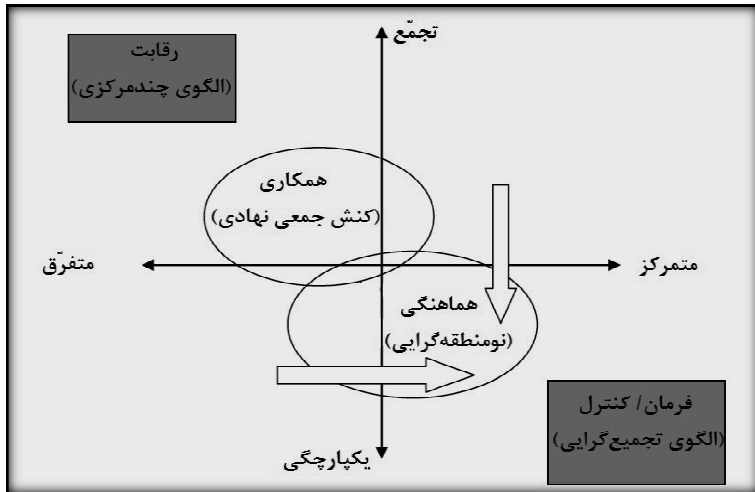 تجمّع
رقابت
(الگوی چندمرکزی)
همکاری
(کنش جمعی نهادی)
متفرّق
متمرکز
هماهنگی
(نومنطقه‌گرایی)
فرمان/ کنترل
(الگوی تجمیع‌گرایی)
یکپارچگی